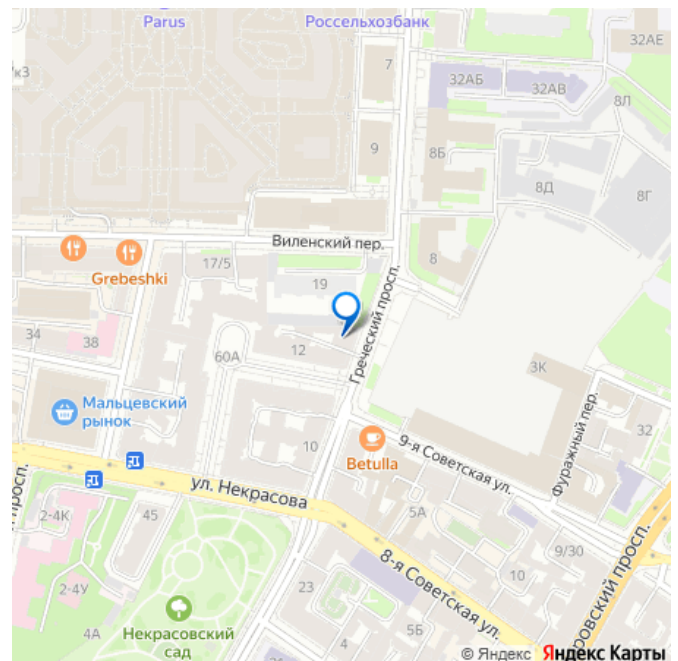 Parus
Россельхозбанк
32АЕ
7
32АБ
32АВ
8Л
9
8Б
8Д
8Г
Виленский пер.
Grebeshki
17/5
19
8
Греческий просп.
34
38
60А
12
3К
Мальцевский
рынок
10
Betulla
9-я Советская ул.
Фуражный пер.
32
ул. Некрасова
2-4К
45
5А
9/30
8-я Советская ул.
10
2-4У
23
4А
Некрасовский
сад
4
5Б
© Яндекс Яндекс Карты